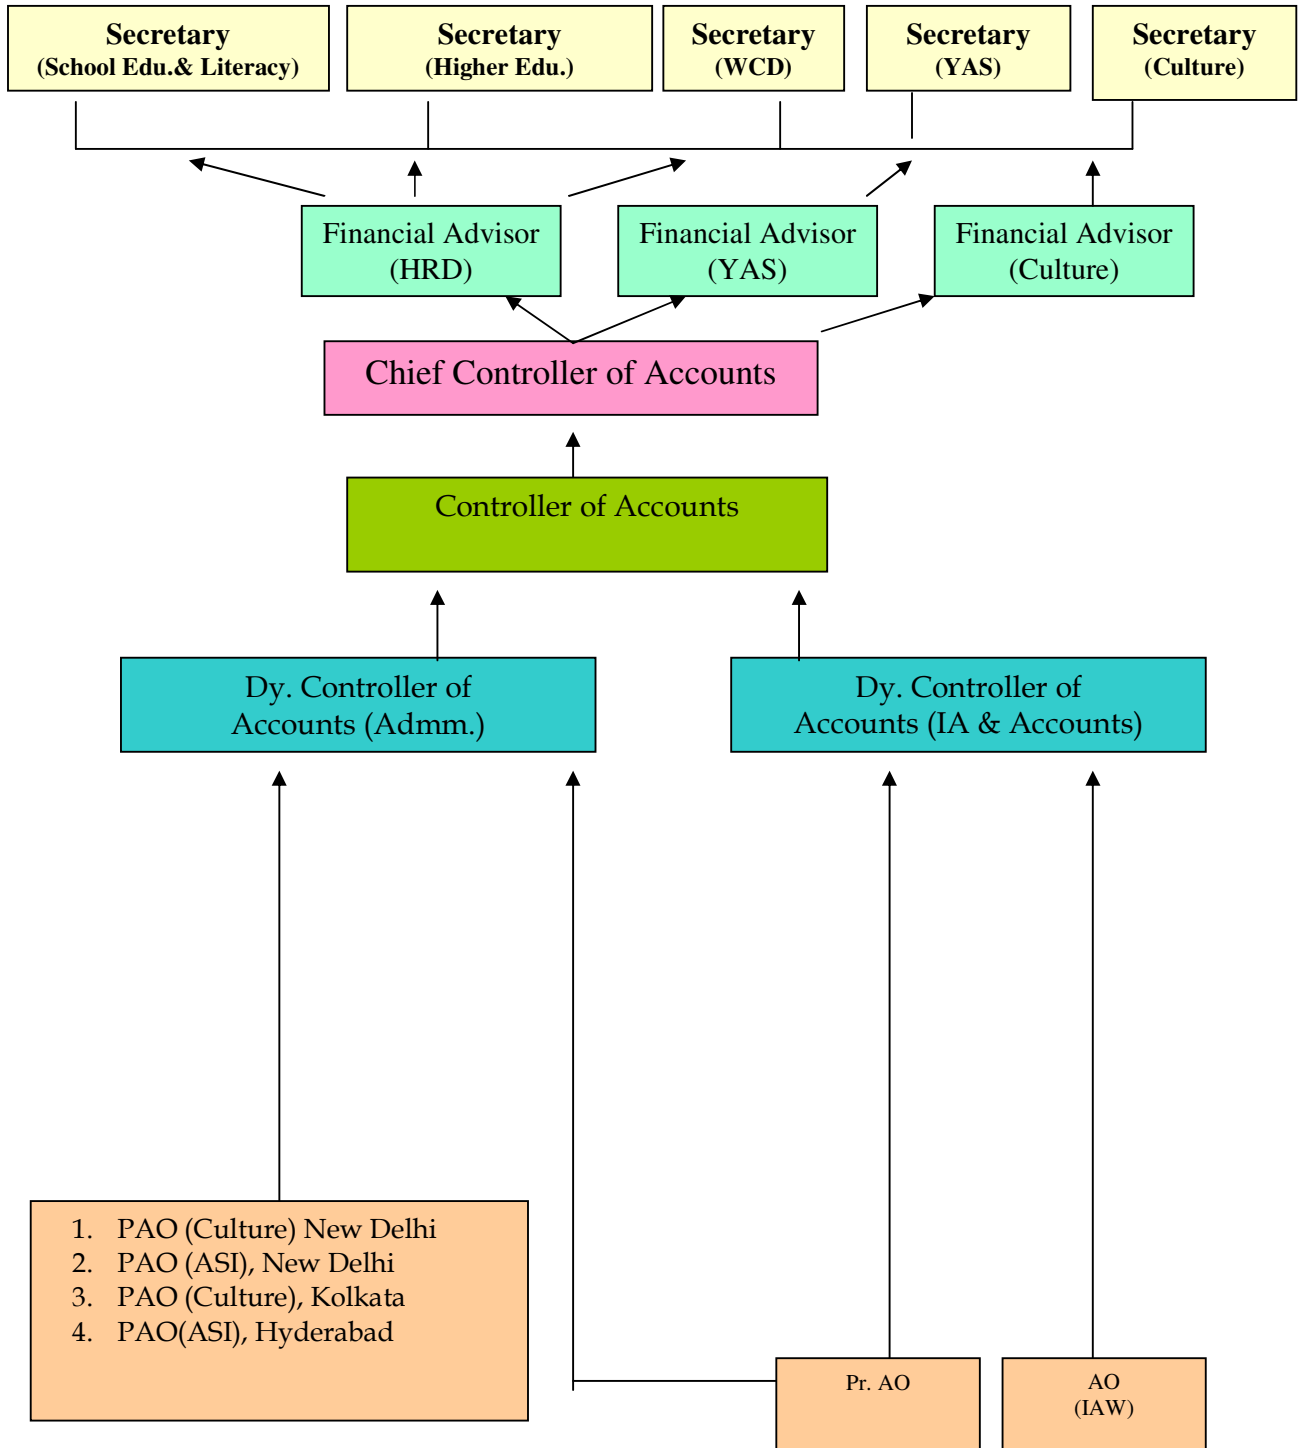 Secretary
(School Edu.& Literacy)
Secretary
(Higher Edu.)
Secretary
(WCD)
Secretary
(YAS)
Secretary
(Culture)
Financial Advisor
(HRD)
Financial Advisor
(YAS)
Financial Advisor
(Culture)
Chief Controller of Accounts
Controller of Accounts
Dy. Controller of
Accounts (Admm.)
Dy. Controller of
Accounts (IA & Accounts)
1. PAO (Culture) New Delhi
2. PAO (ASI), New Delhi
3. PAO (Culture), Kolkata
4. PAO(ASI), Hyderabad
Pr. AO
AO
(IAW)